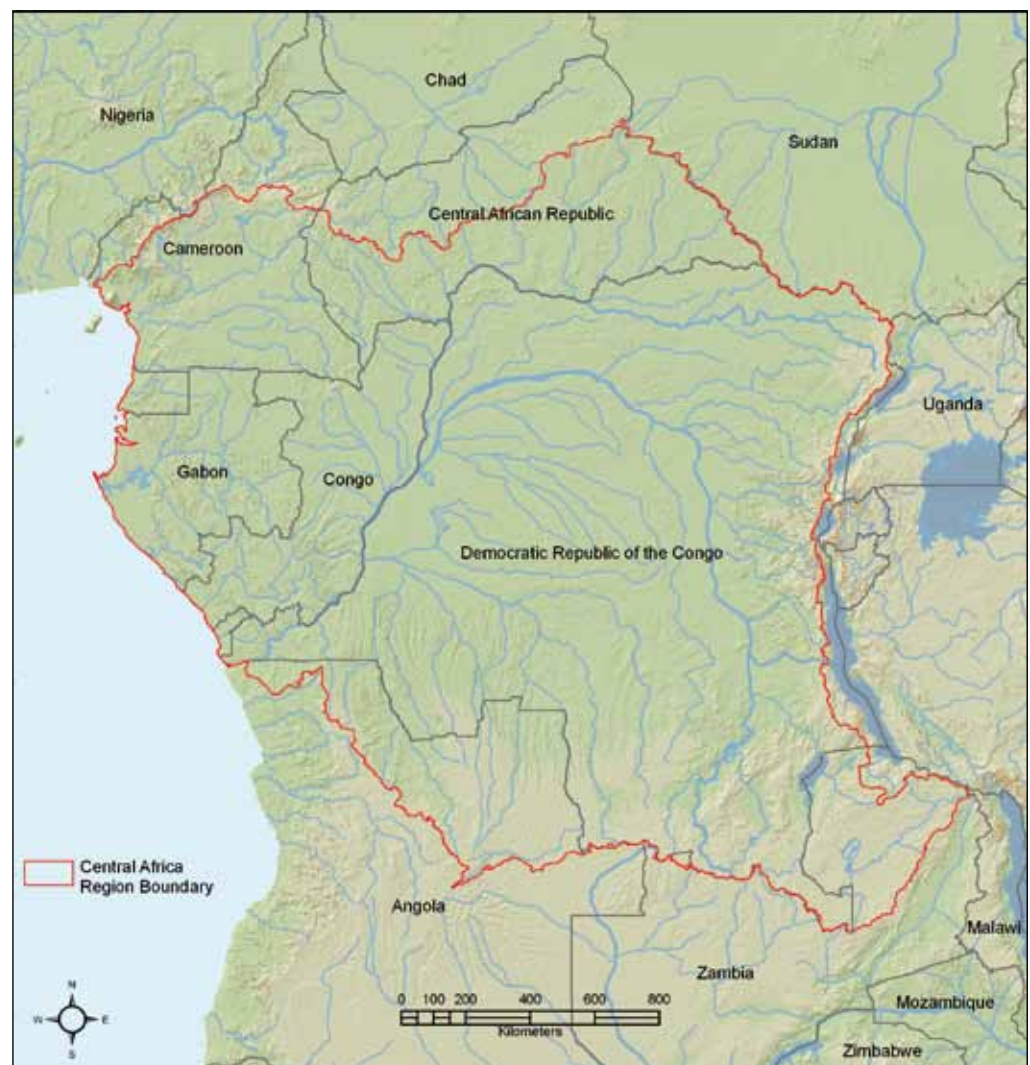 Chad
Nigeria
Sudan
Central African Republic
Cameroon
Uganda
Gabon
Congo
Democratic Republic of the Congo
Central Africa
Region Boundary
Angola
Malawi
Zambia
N
W
E
S
0 100 200 400 600 800
Kilometers
Mozambique
Zimbabwe